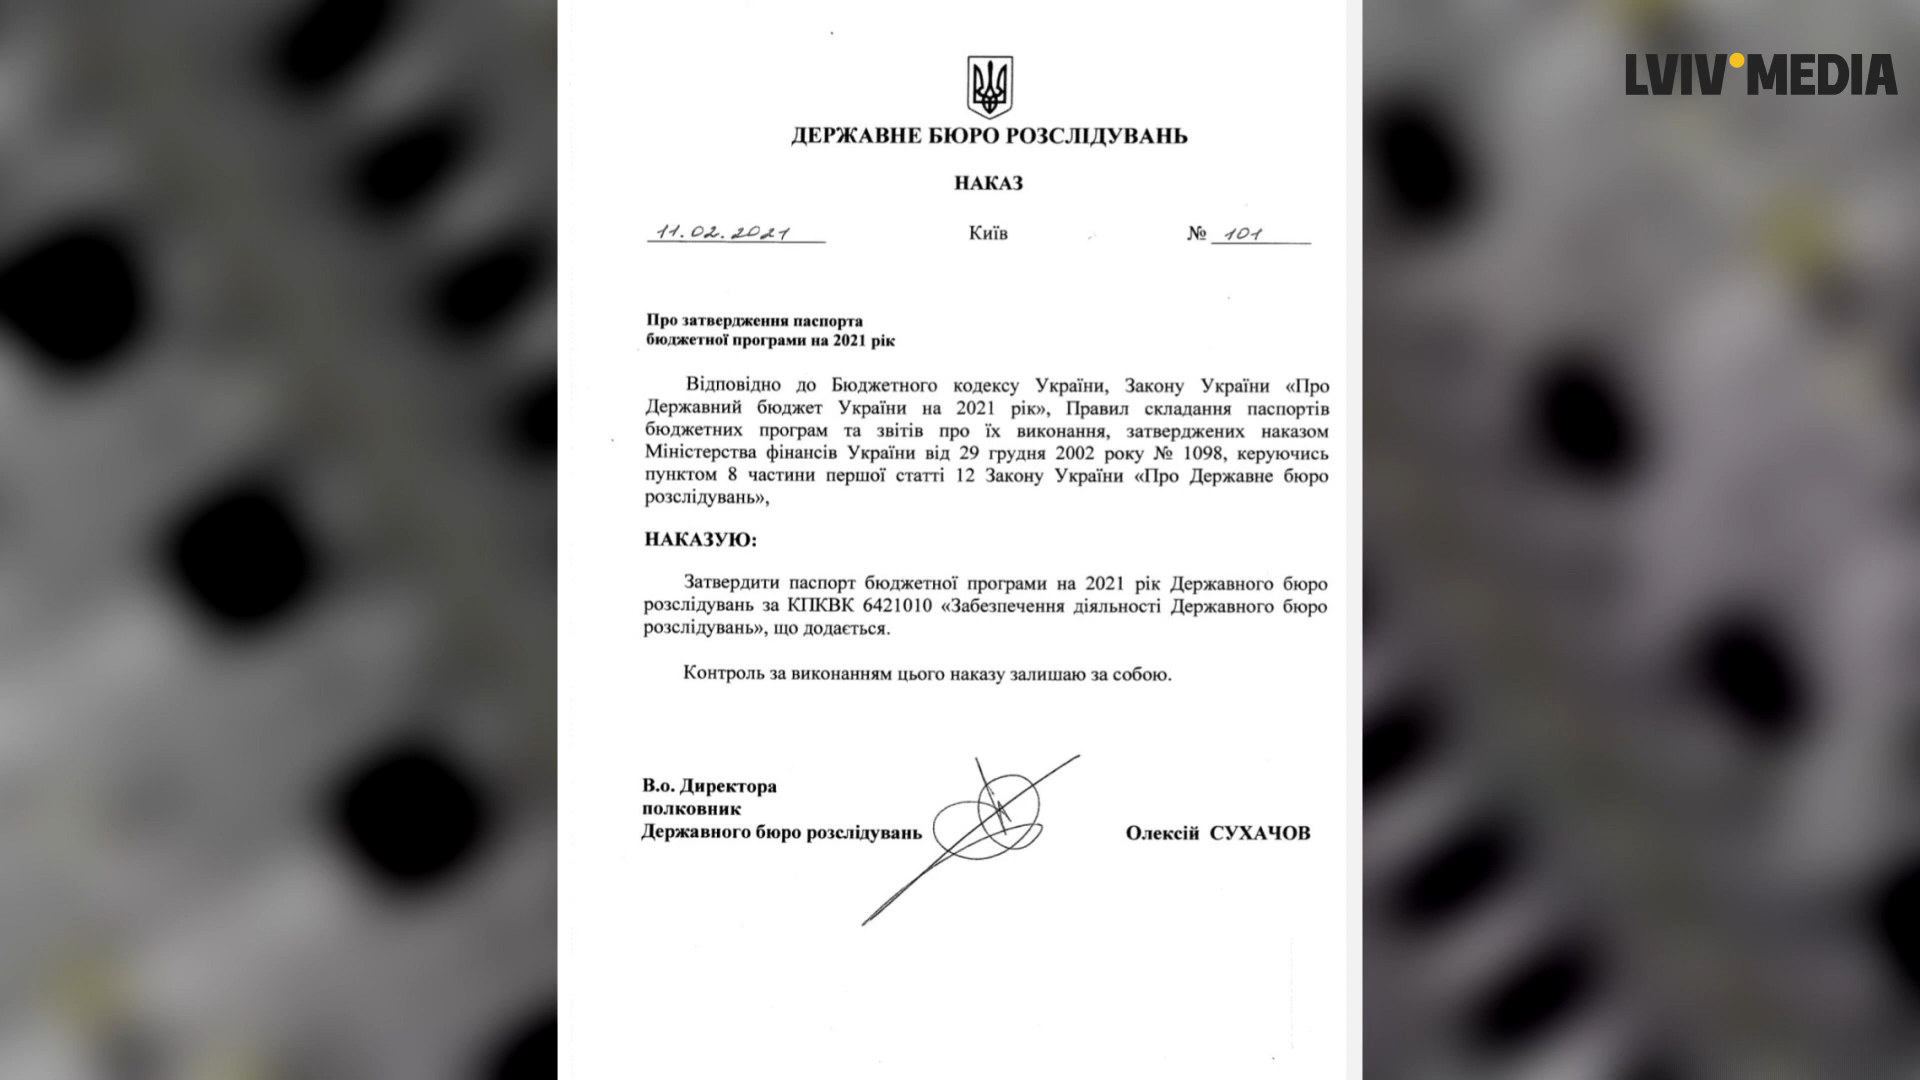 LVIV MEDIA
ДЕРЖАВНЕ БЮРО РОЗСЛІДУВАНЬ
НАКАЗ
11.02.2021 Київ № 101
Про затвердження паспорта
бюджетної програми на 2021 рік
Відповідно до Бюджетного кодексу України, Закону України «Про
Державний бюджет України на 2021 рік», Правил складання паспортів
бюджетних програм та звітів про їх виконання, затверджених наказом
Міністерства фінансів України від 29 грудня 2002 року № 1098, керуючись
пунктом 8 частини першої статті 12 Закону України «Про Державне бюро
розслідувань»,
НАКАЗУЮ:
Затвердити паспорт бюджетної програми на 2021 рік Державного бюро
розслідувань за КПКВК 6421010 «Забезпечення діяльності Державного бюро
розслідувань», що додається.
Контроль за виконанням цього наказу залишаю за собою.
В.о. Директора
полковник
Державного бюро розслідувань Олексій СУХАЧОВ